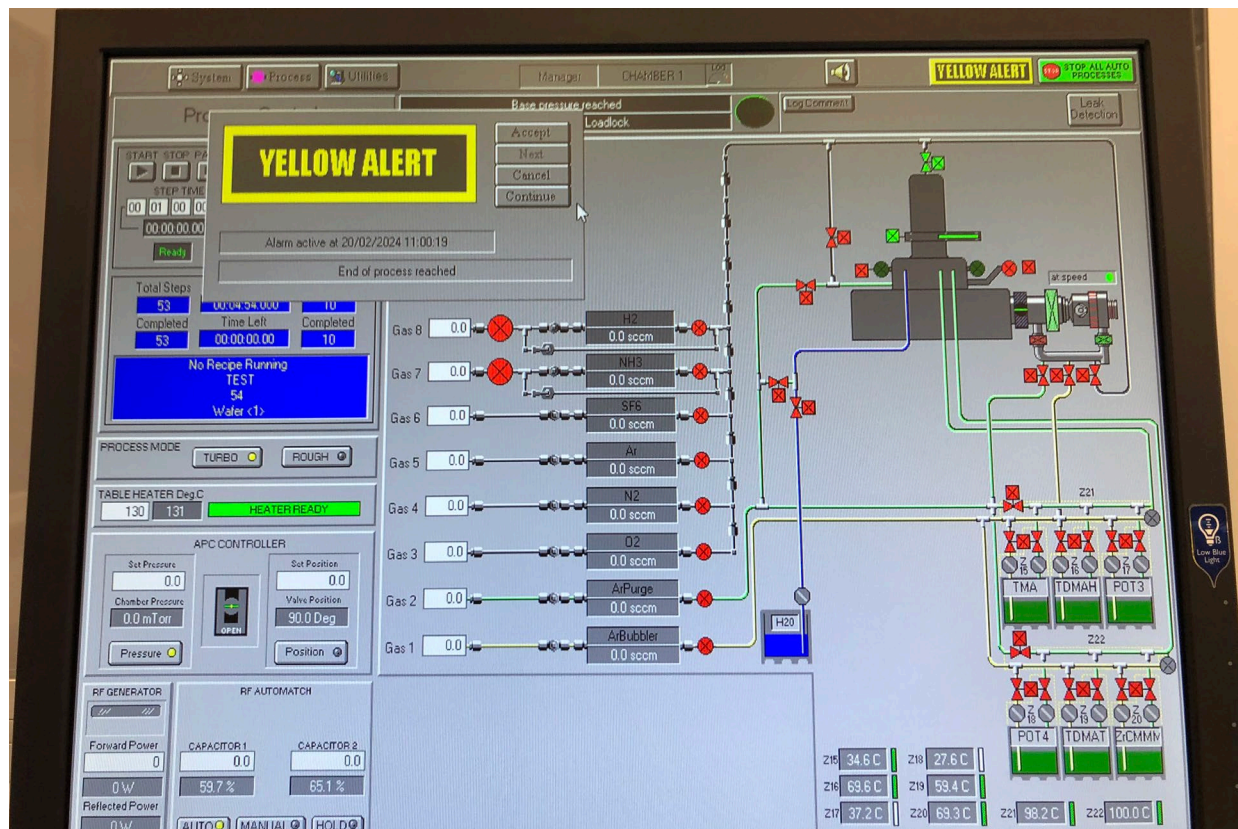 System
Process
Utilities
Manager
CHAMBER 1
LOG
YELLOW ALERT
STOP
STOP ALL AUTO
PROCESSES
Base pressure reached
Loadlock
Log Comment
Leak
Detection
YELLOW ALERT
Accept
Next
Cancel
Continue
Alarm active at 20/02/2024 11:00:19
End of process reached
START STOP
STEP TIME
00 01 00
00:00:00.00
Ready
Total Steps
53
00:04:54.000
10
Completed
Time Left
Completed
53
00:00:00.00
10
No Recipe Running
TEST
54
Wafer <1>
PROCESS MODE
TURBO
ROUGH
TABLE HEATER Deg.C
130
131
HEATER READY
APC CONTROLLER
Set Pressure
0.0
Chamber Pressure
0.0 mTorr
Pressure
OPEN
Set Position
0.0
Valve Position
90.0 Deg
Position
RF GENERATOR
Forward Power
0
0 W
Reflected Power
0 W
RF AUTOMATCH
CAPACITOR 1
0.0
59.7 %
CAPACITOR 2
0.0
65.1 %
AUTO
MANUAL
HOLD
Gas 8
0.0
H2
0.0 sccm
Gas 7
0.0
NH3
0.0 sccm
Gas 6
0.0
SF6
0.0 sccm
Gas 5
0.0
Ar
0.0 sccm
Gas 4
0.0
N2
0.0 sccm
Gas 3
0.0
O2
0.0 sccm
Gas 2
0.0
ArPurge
0.0 sccm
Gas 1
0.0
ArBubbler
0.0 sccm
at speed
H20
Z21
Z15
Z16
Z17
TMA
TDMAH
POT3
Z22
Z18
Z19
Z20
POT4
TDMAT
ZrCMMM
Z15 34.6 C
Z18 27.6 C
Z16 69.6 C
Z19 59.4 C
Z17 37.2 C
Z20 69.3 C
Z21 98.2 C
Z22 100.0 C
Low Blue
Light